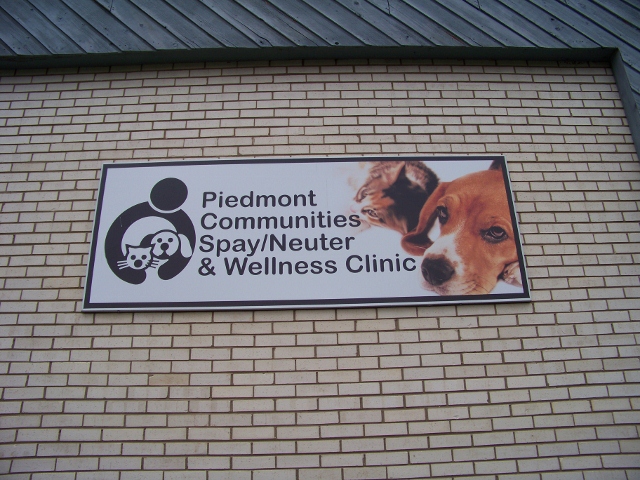 Piedmont
Communities
Spay/Neuter
& Wellness Clinic